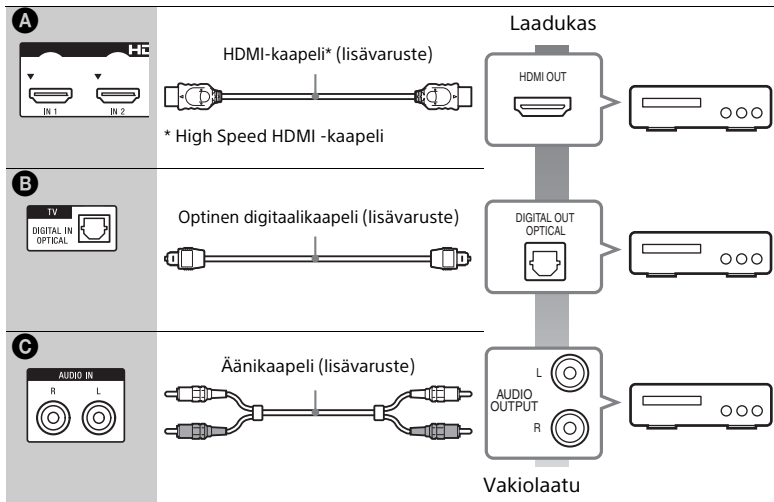 A
HD
IN 1
IN 2
HDMI-kaapeli* (lisävaruste)
* High Speed HDMI -kaapeli
Laadukas
HDMI OUT
B
TV
DIGITAL IN
OPTICAL
Optinen digitaalikaapeli (lisävaruste)
DIGITAL OUT
OPTICAL
C
AUDIO IN
R L
Äänikaapeli (lisävaruste)
L
AUDIO
OUTPUT
R
Vakiolaatu